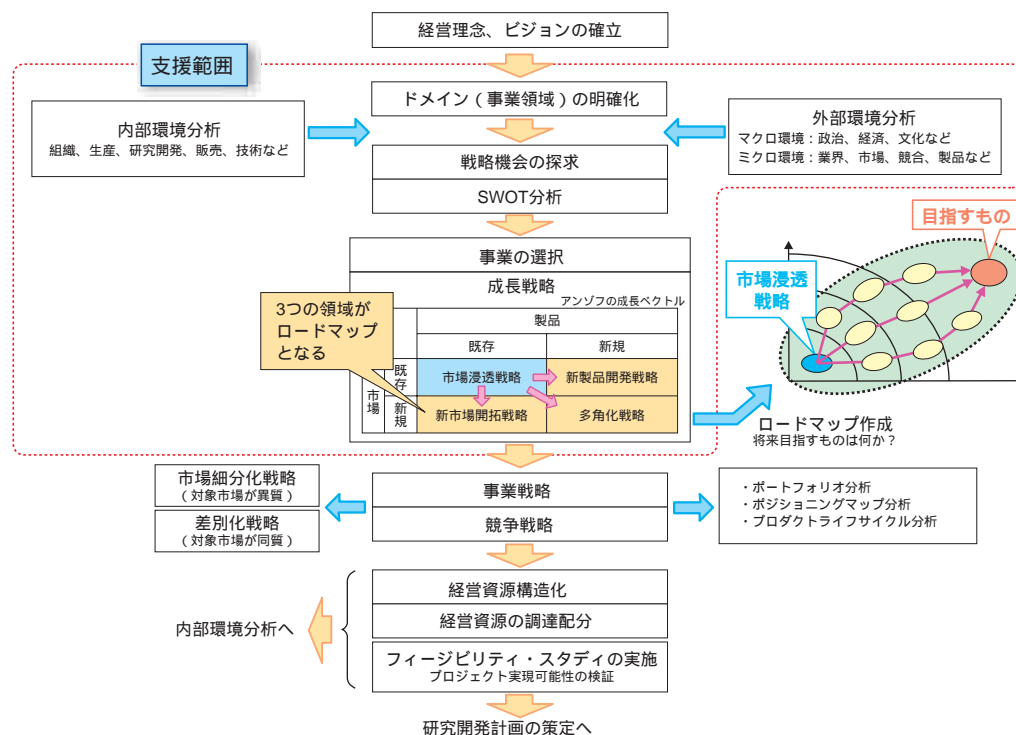 経営理念、ビジョンの確立
支援範囲
ドメイン（事業領域）の明確化
内部環境分析
組織、生産、研究開発、販売、技術など
外部環境分析
マクロ環境：政治、経済、文化など
ミクロ環境：業界、市場、競合、製品など
戦略機会の探求
SWOT分析
事業の選択
成長戦略
アンゾフの成長ベクトル
3つの領域が
ロードマップ
となる
製品
既存
新規
市場
既存
市場浸透戦略
新製品開発戦略
新規
新市場開拓戦略
多角化戦略
目指すもの
市場浸透
戦略
ロードマップ作成
将来目指すものは何か？
市場細分化戦略
（対象市場が異質）
差別化戦略
（対象市場が同質）
事業戦略
競争戦略
・ポートフォリオ分析
・ポジショニングマップ分析
・プロダクトライフサイクル分析
経営資源構造化
経営資源の調達配分
フィージビリティ・スタディの実施
プロジェクト実現可能性の検証
内部環境分析へ
研究開発計画の策定へ